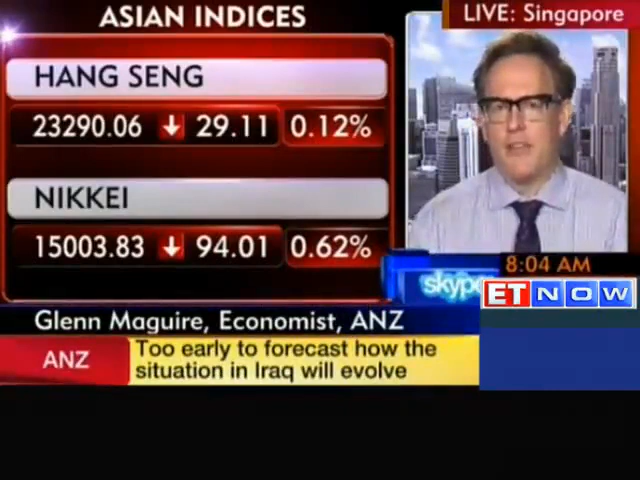 ASIAN INDICES
LIVE: Singapore
HANG SENG
23290.06 29.11 0.12%
NIKKEI
15003.83 94.01 0.62%
8:04 AM
skype
ET NOW
Glenn Maguire, Economist, ANZ
ANZ
Too early to forecast how the
situation in Iraq will evolve